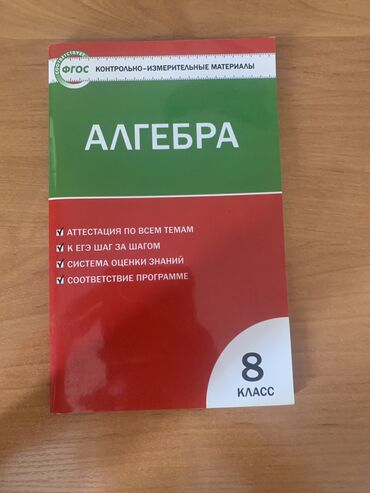 СООТВЕТСТВУЕТ
ФГОС
КОНТРОЛЬНО-ИЗМЕРИТЕЛЬНЫЕ МАТЕРИАЛЫ
АЛГЕБРА
АТТЕСТАЦИЯ ПО ВСЕМ ТЕМАМ
К ЕГЭ ШАГ ЗА ШАГОМ
СИСТЕМА ОЦЕНКИ ЗНАНИЙ
СООТВЕТСТВИЕ ПРОГРАММЕ
8
КЛАСС